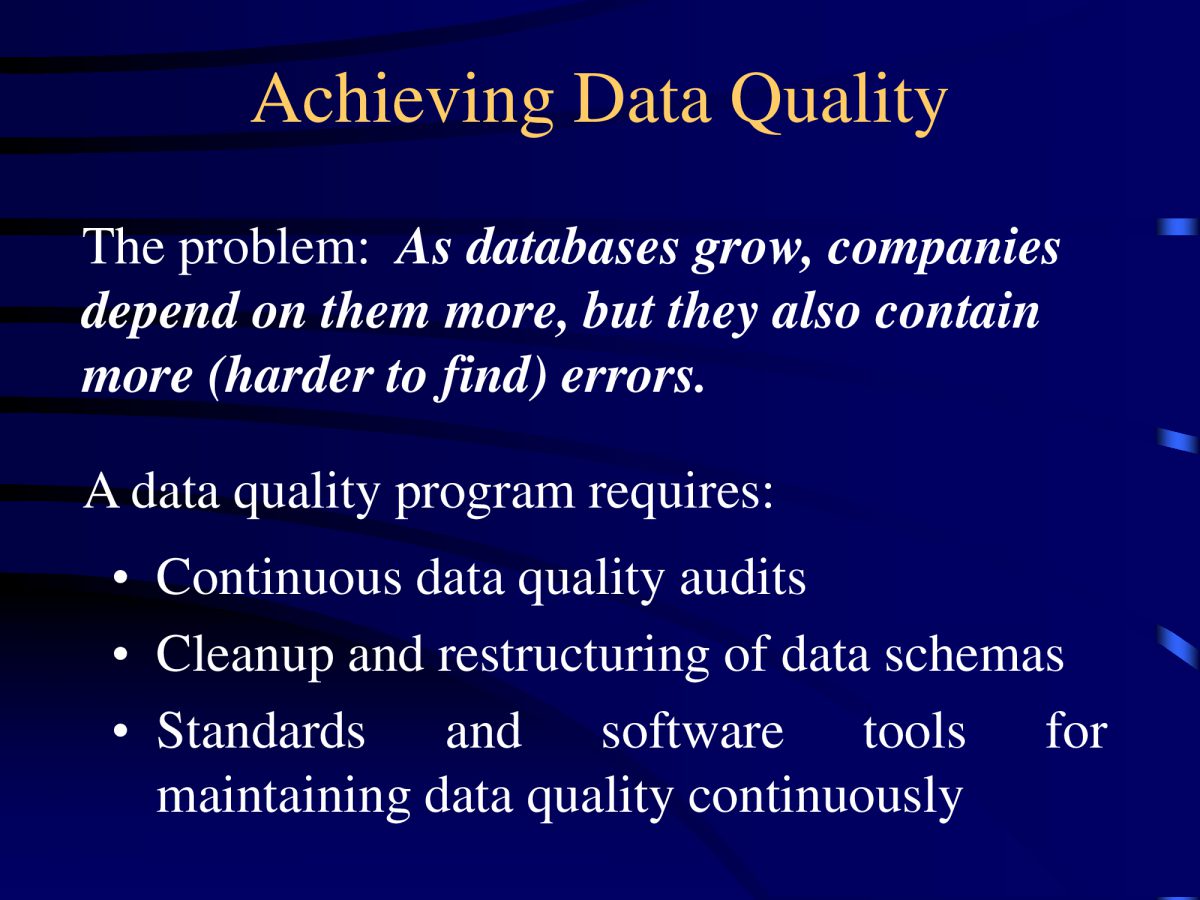 Achieving Data Quality
The problem: As databases grow, companies
depend on them more, but they also contain
more (harder to find) errors.
A data quality program requires:
• Continuous data quality audits
• Cleanup and restructuring of data schemas
• Standards and software tools for
maintaining data quality continuously